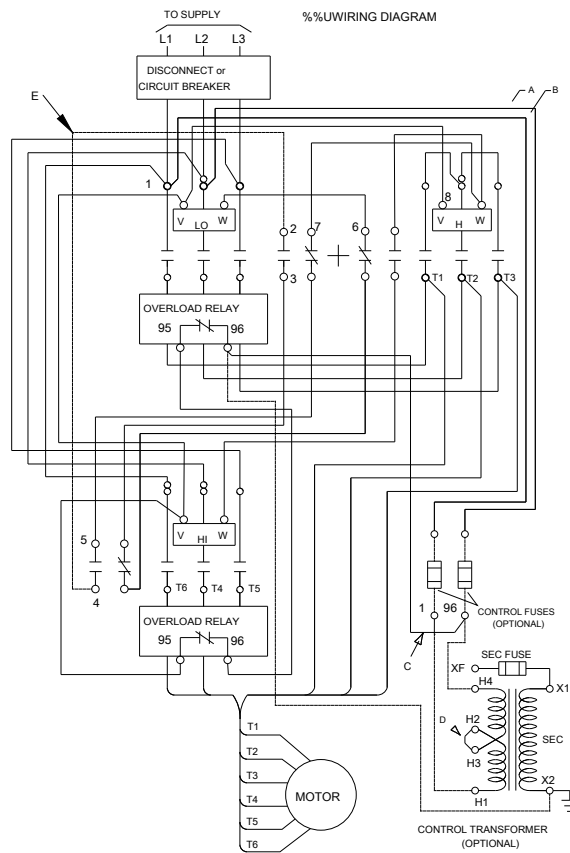 TO SUPPLY
%%UWIRING DIAGRAM
L1 L2 L3
DISCONNECT or
CIRCUIT BREAKER
A B
E
1
8
V LO W
V H W
2 7 6
3
T1 T2 T3
OVERLOAD RELAY
95 96
V HI W
5
4
T6 T4 T5
OVERLOAD RELAY
95 96
1 96
CONTROL FUSES
(OPTIONAL)
C
SEC FUSE
XF
X1
H4
D
H2
SEC
H3
X2
H1
CONTROL TRANSFORMER
(OPTIONAL)
T1
T2
T3
T4
T5
T6
MOTOR